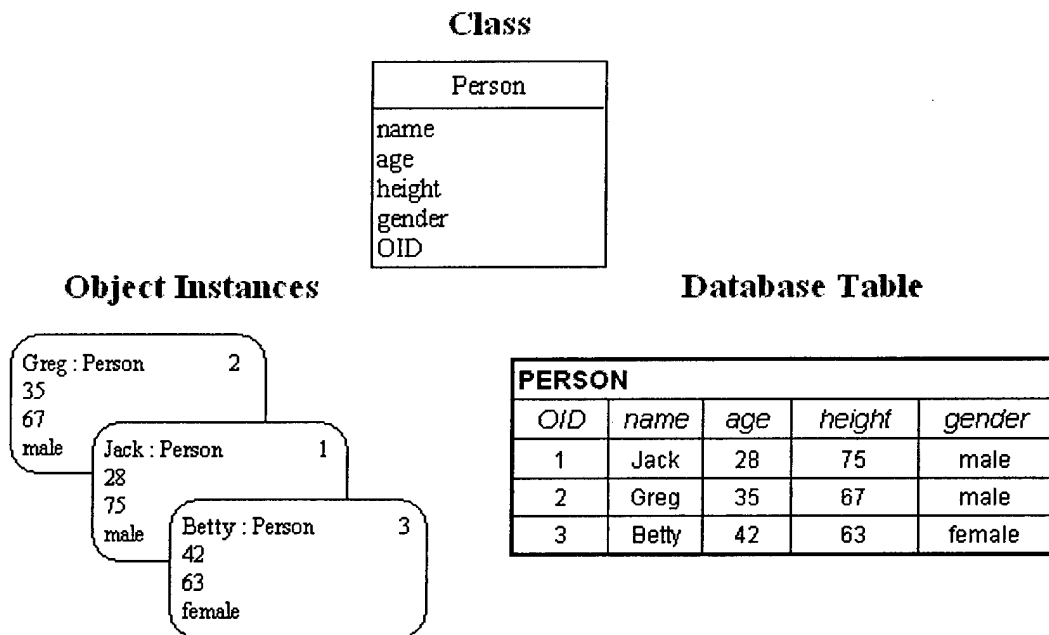 Class
Person
name
age
height
gender
OID
Object Instances
Greg : Person 2
35
67
male
Jack : Person 1
28
75
male
Betty : Person 3
42
63
female
Database Table
PERSON
OID name age height gender
1 Jack 28 75 male
2 Greg 35 67 male
3 Betty 42 63 female